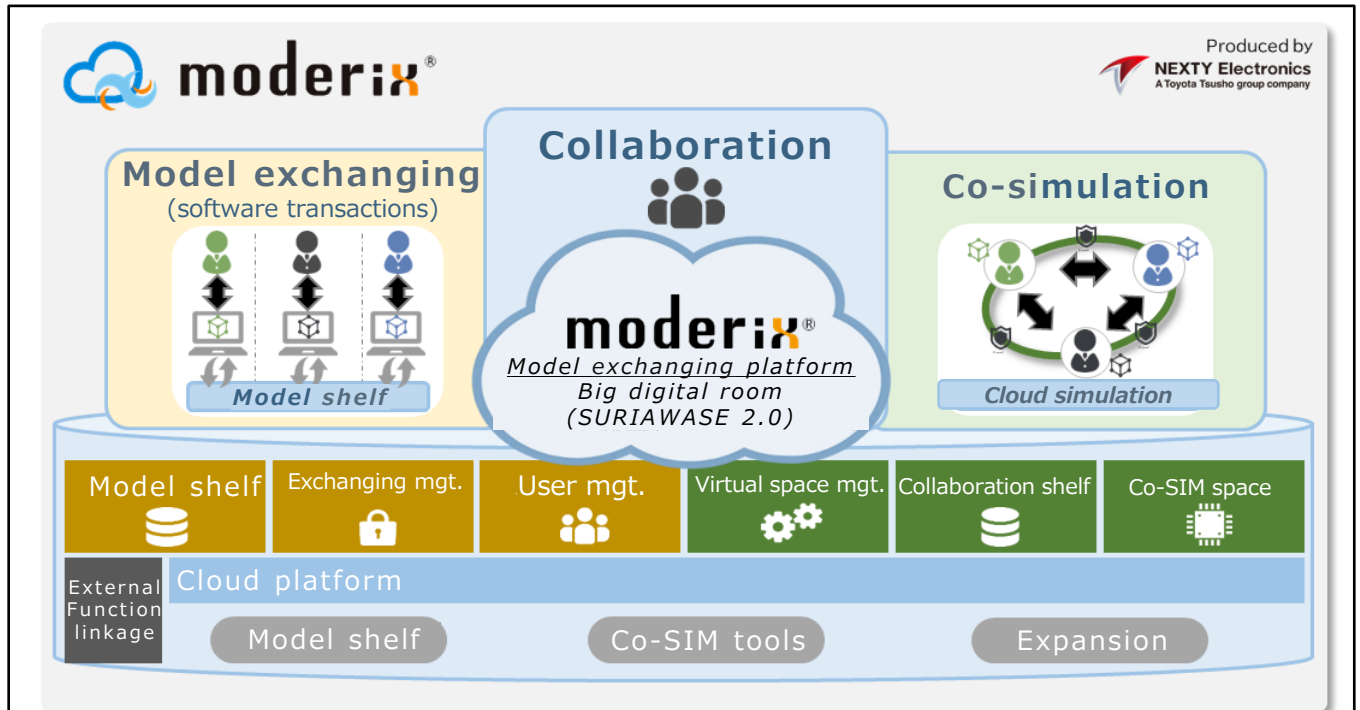 moderix®
Produced by
NEXTY Electronics
A Toyota Tsusho group company
Model exchanging
(software transactions)
Model shelf
Collaboration
moderix®
Model exchanging platform
Big digital room
(SURIAWASE 2.0)
Co-simulation
Cloud simulation
Model shelf
Exchanging mgt.
User mgt.
Virtual space mgt.
Collaboration shelf
Co-SIM space
External
Function
linkage
Cloud platform
Model shelf
Co-SIM tools
Expansion